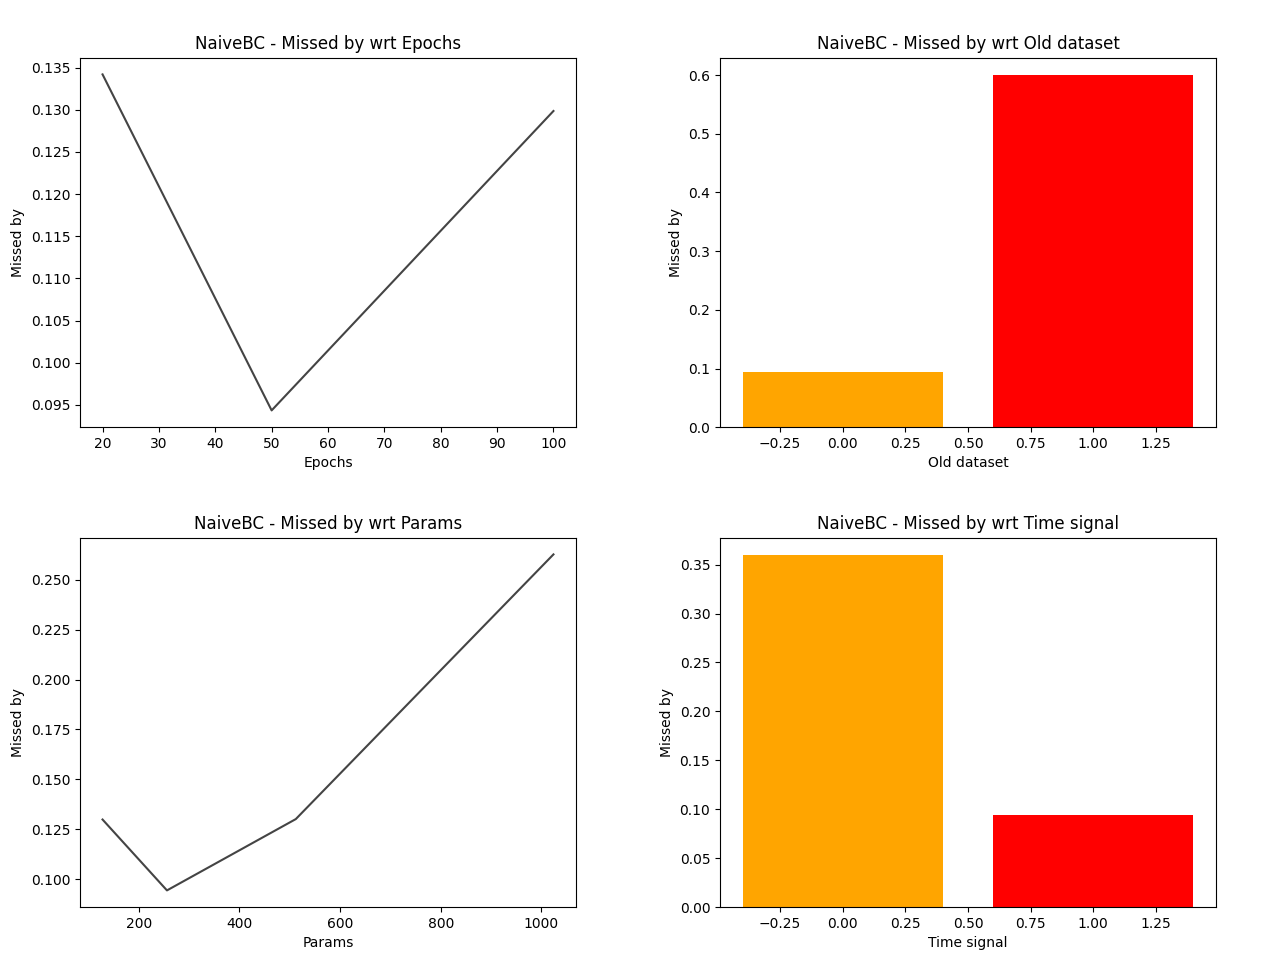 NaiveBC - Missed by wrt Epochs
0.135
0.130
0.125
0.120
0.115
0.110
0.105
0.100
0.095
Missed by
20 30 40 50 60 70 80 90 100
Epochs
NaiveBC - Missed by wrt Old dataset
0.6
0.5
0.4
0.3
0.2
0.1
0.0
Missed by
−0.25 0.00 0.25 0.50 0.75 1.00 1.25
Old dataset
NaiveBC - Missed by wrt Params
0.250
0.225
0.200
0.175
0.150
0.125
0.100
Missed by
200 400 600 800 1000
Params
NaiveBC - Missed by wrt Time signal
0.35
0.30
0.25
0.20
0.15
0.10
0.05
0.00
Missed by
−0.25 0.00 0.25 0.50 0.75 1.00 1.25
Time signal